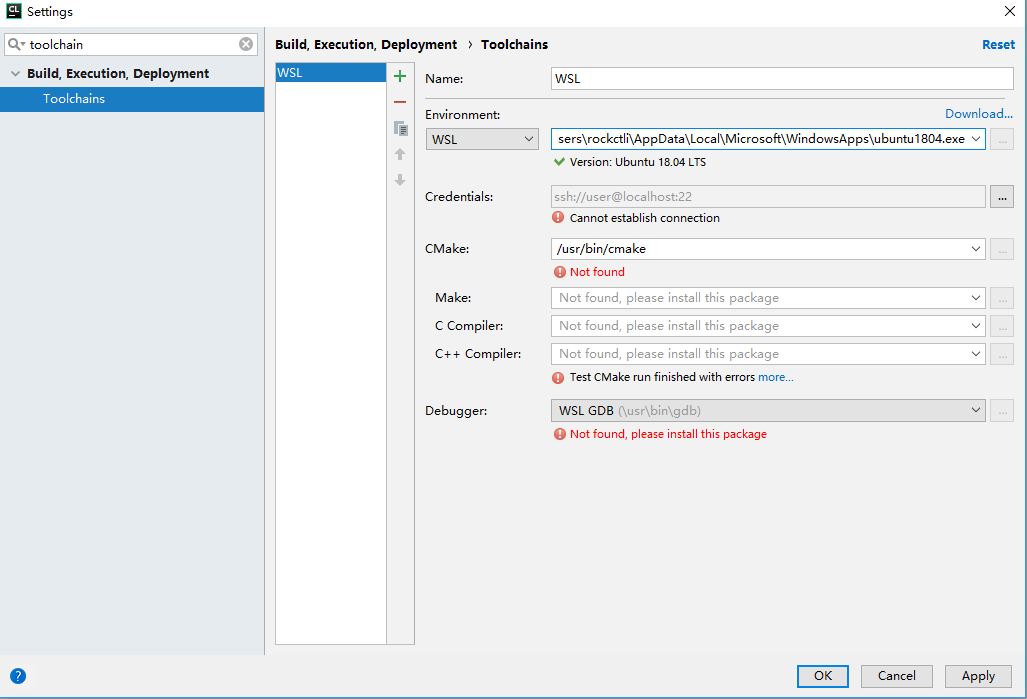 CL Settings
toolchain
Build, Execution, Deployment
Toolchains
Build, Execution, Deployment › Toolchains
Reset
WSL
Name: WSL
Environment: Download...
WSL sers\rockctli\AppData\Local\Microsoft\WindowsApps\ubuntu1804.exe ...
Version: Ubuntu 18.04 LTS
Credentials: ssh://user@localhost:22 ...
Cannot establish connection
CMake: /usr/bin/cmake ...
Not found
Make: Not found, please install this package ...
C Compiler: Not found, please install this package ...
C++ Compiler: Not found, please install this package ...
Test CMake run finished with errors more...
Debugger: WSL GDB (\usr\bin\gdb) ...
Not found, please install this package
? OK Cancel Apply